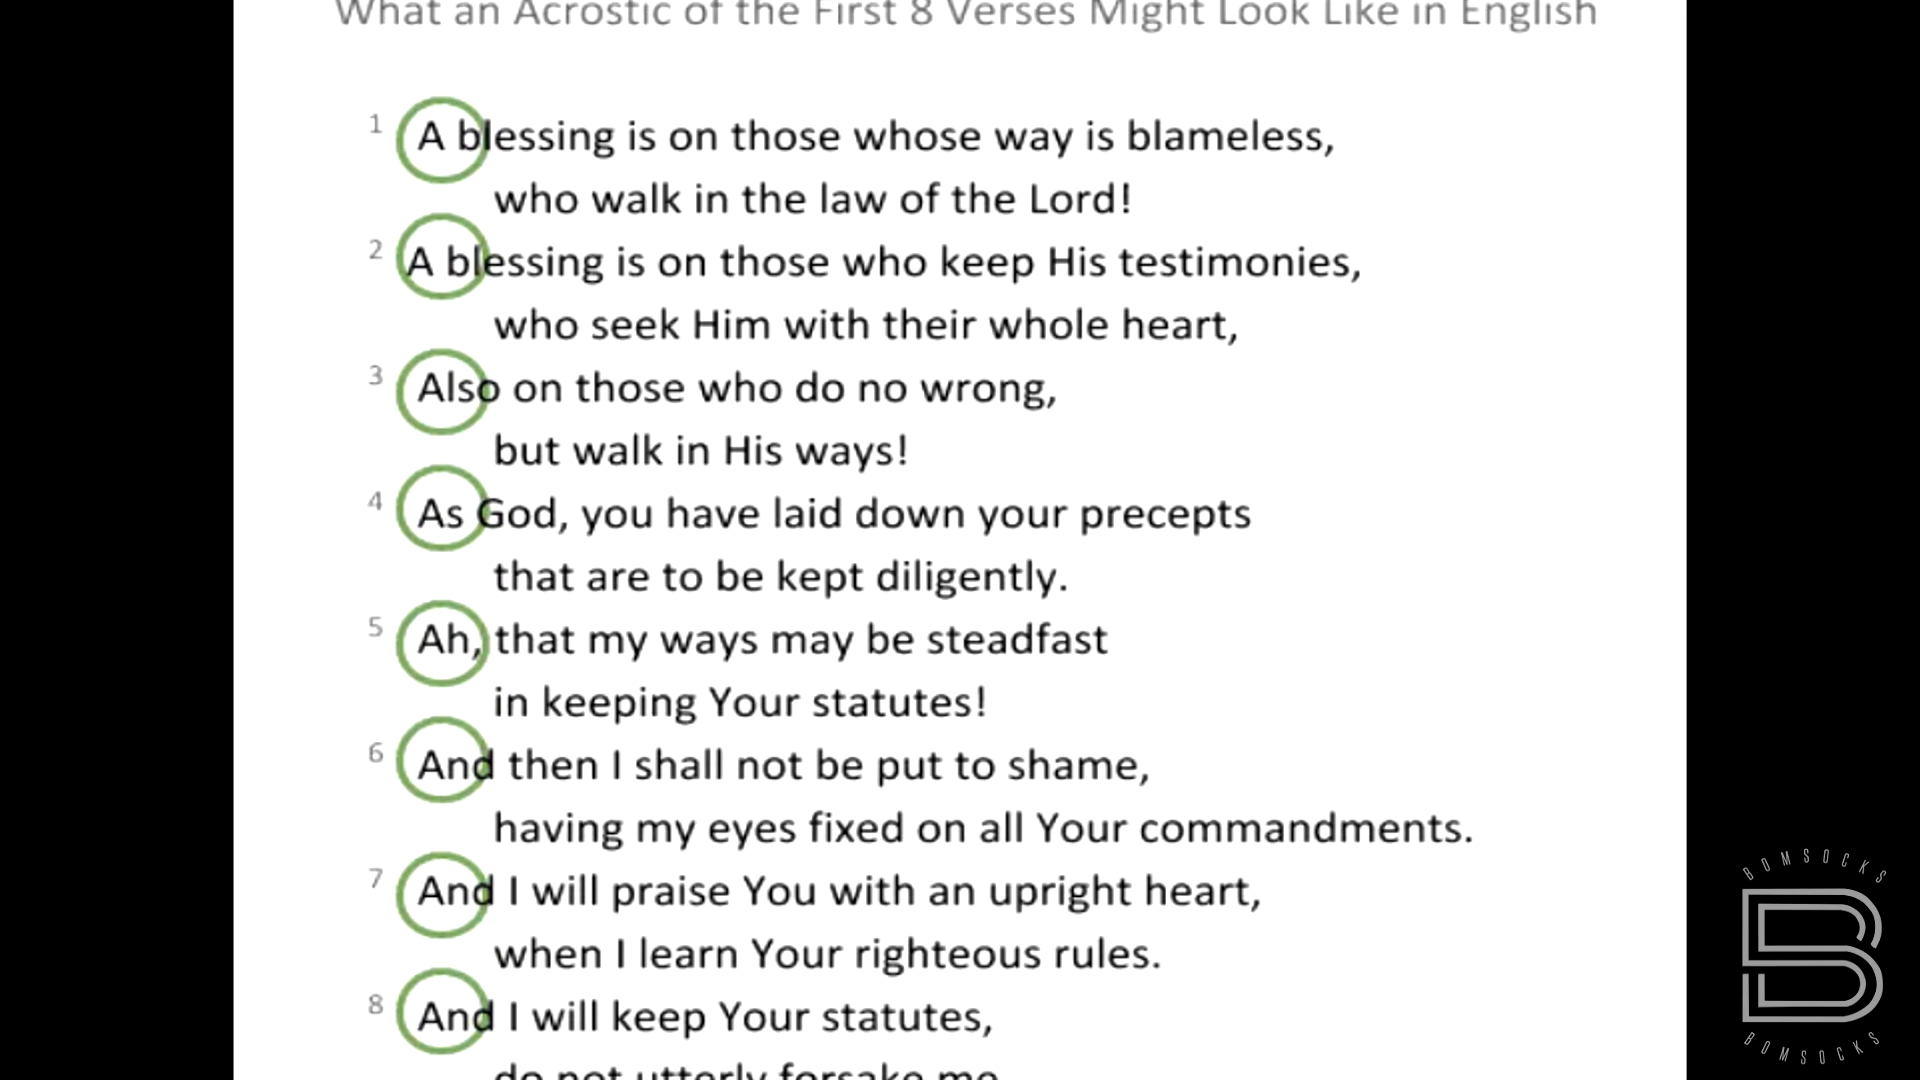 What an Acrostic of the First 8 Verses Might Look Like in English
1 A blessing is on those whose way is blameless,
who walk in the law of the Lord!
2 A blessing is on those who keep His testimonies,
who seek Him with their whole heart,
3 Also on those who do no wrong,
but walk in His ways!
4 As God, you have laid down your precepts
that are to be kept diligently.
5 Ah, that my ways may be steadfast
in keeping Your statutes!
6 And then I shall not be put to shame,
having my eyes fixed on all Your commandments.
7 And I will praise You with an upright heart,
when I learn Your righteous rules.
8 And I will keep Your statutes,
do not utterly forsake me
BOMSOCKS
B
BOMSOCKS